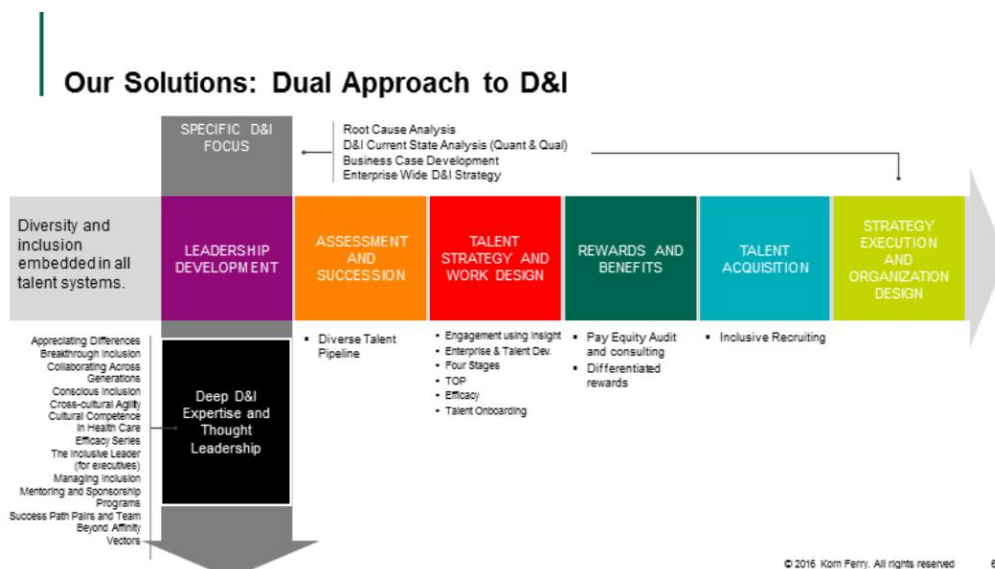 Our Solutions: Dual Approach to D&I
SPECIFIC D&I
FOCUS
Root Cause Analysis
D&I Current State Analysis (Quant & Qual)
Business Case Development
Enterprise Wide D&I Strategy
Diversity and
inclusion
embedded in all
talent systems.
LEADERSHIP
DEVELOPMENT
ASSESSMENT
AND
SUCCESSION
TALENT
STRATEGY AND
WORK DESIGN
REWARDS AND
BENEFITS
TALENT
ACQUISITION
STRATEGY
EXECUTION
AND
ORGANIZATION
DESIGN
Appreciating Differences
Breakthrough Inclusion
Collaborating Across
Generations
Conscious Inclusion
Cross-cultural Agility
Cultural Competence
In Health Care
Efficacy Series
The Inclusive Leader
(for executives)
Managing Inclusion
Mentoring and Sponsorship
Programs
Success Path Pairs and Team
Beyond Affinity
Vectors
Deep D&I
Expertise and
Thought
Leadership
▪ Diverse Talent
Pipeline
▪ Engagement using Insight
▪ Enterprise & Talent Dev.
▪ Four Stages
▪ TOP
▪ Efficacy
▪ Talent Onboarding
▪ Pay Equity Audit
and consulting
▪ Differentiated
rewards
▪ Inclusive Recruiting
© 2016 Korn Ferry. All rights reserved 6